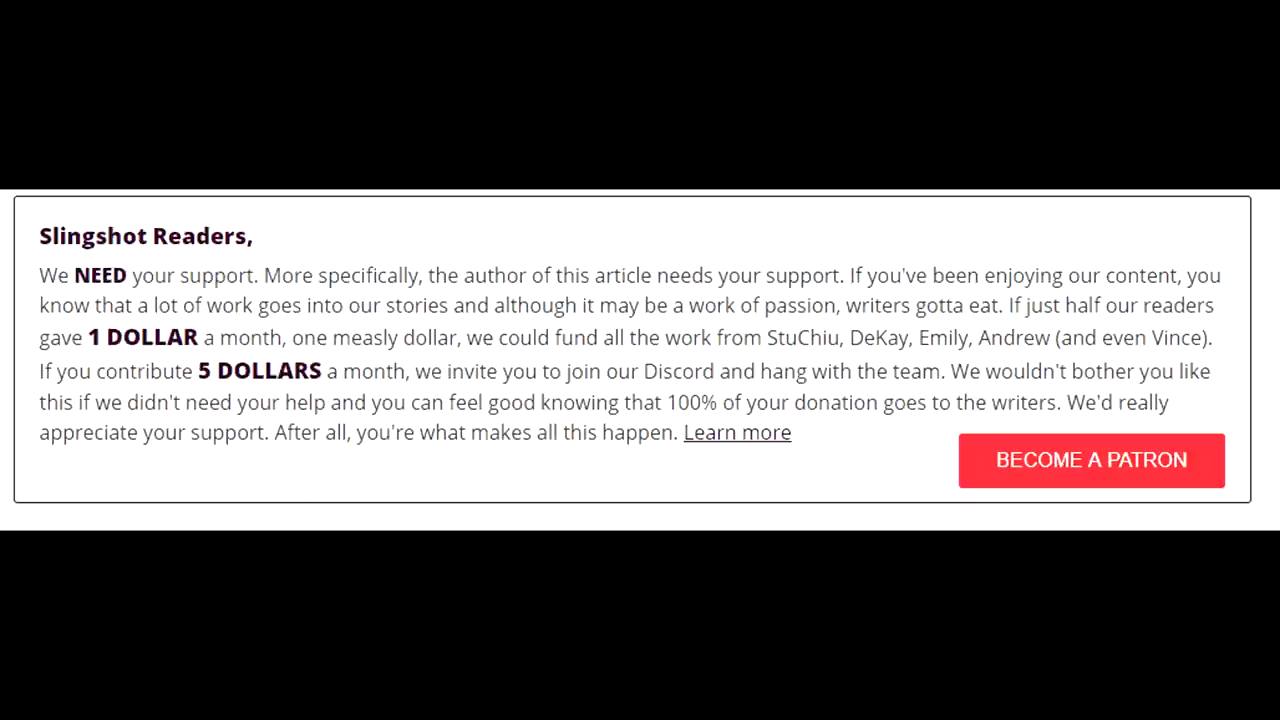 Slingshot Readers,
We NEED your support. More specifically, the author of this article needs your support. If you've been enjoying our content, you
know that a lot of work goes into our stories and although it may be a work of passion, writers gotta eat. If just half our readers
gave 1 DOLLAR a month, one measly dollar, we could fund all the work from StuChiu, DeKay, Emily, Andrew (and even Vince).
If you contribute 5 DOLLARS a month, we invite you to join our Discord and hang with the team. We wouldn't bother you like
this if we didn't need your help and you can feel good knowing that 100% of your donation goes to the writers. We'd really
appreciate your support. After all, you're what makes all this happen. Learn more
BECOME A PATRON